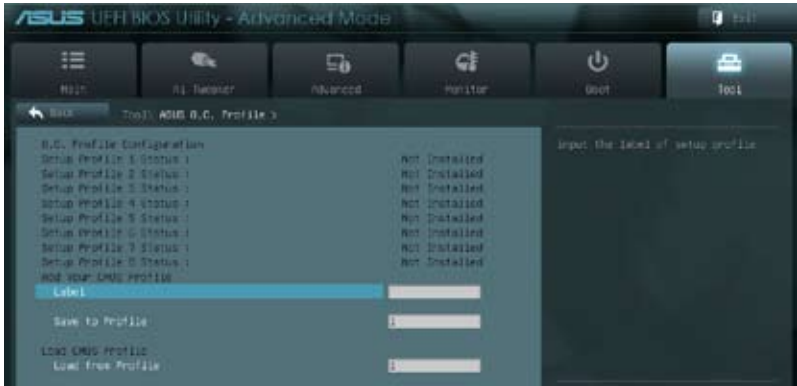 ASUS UEFI BIOS Utility - Advanced Mode
Exit
Main
Ai Tweaker
Advanced
Monitor
Boot
Tool
Back
Tool\ ASUS O.C. Profile >
O.C. Profile Configuration
Setup Profile 1 Status : Not Installed
Setup Profile 2 Status : Not Installed
Setup Profile 3 Status : Not Installed
Setup Profile 4 Status : Not Installed
Setup Profile 5 Status : Not Installed
Setup Profile 6 Status : Not Installed
Setup Profile 7 Status : Not Installed
Setup Profile 8 Status : Not Installed
Add Your CMOS Profile
Label
Save to Profile 1
Load CMOS Profile
Load from Profile 1
Input the label of setup profile